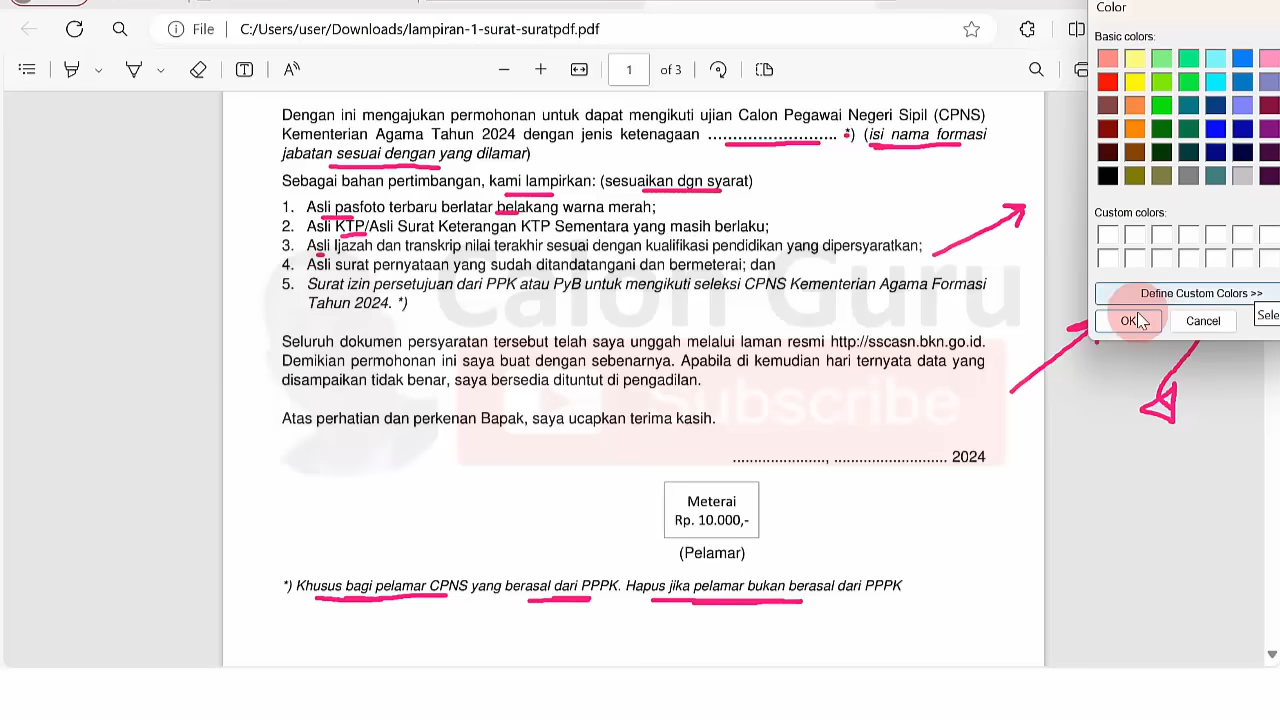 Color
File
C:/Users/user/Downloads/lampiran-1-surat-suratpdf.pdf
Basic colors:
1 of 3
Dengan ini mengajukan permohonan untuk dapat mengikuti ujian Calon Pegawai Negeri Sipil (CPNS)
Kementerian Agama Tahun 2024 dengan jenis ketenagaan .......................... *) (isi nama formasi
jabatan sesuai dengan yang dilamar)
Sebagai bahan pertimbangan, kami lampirkan: (sesuaikan dgn syarat)
1. Asli pasfoto terbaru berlatar belakang warna merah;
2. Asli KTP/Asli Surat Keterangan KTP Sementara yang masih berlaku;
3. Asli Ijazah dan transkrip nilai terakhir sesuai dengan kualifikasi pendidikan yang dipersyaratkan;
4. Asli surat pernyataan yang sudah ditandatangani dan bermeterai; dan
5. Surat izin persetujuan dari PPK atau PyB untuk mengikuti seleksi CPNS Kementerian Agama Formasi
Tahun 2024. *)
Custom colors:
Define Custom Colors >>
OK
Cancel
Calon Guru
Seluruh dokumen persyaratan tersebut telah saya unggah melalui laman resmi http://sscasn.bkn.go.id.
Demikian permohonan ini saya buat dengan sebenarnya. Apabila di kemudian hari ternyata data yang
disampaikan tidak benar, saya bersedia dituntut di pengadilan.
Subscribe
Atas perhatian dan perkenan Bapak, saya ucapkan terima kasih.
......................, .......................... 2024
Meterai
Rp. 10.000,-
(Pelamar)
*) Khusus bagi pelamar CPNS yang berasal dari PPPK. Hapus jika pelamar bukan berasal dari PPPK